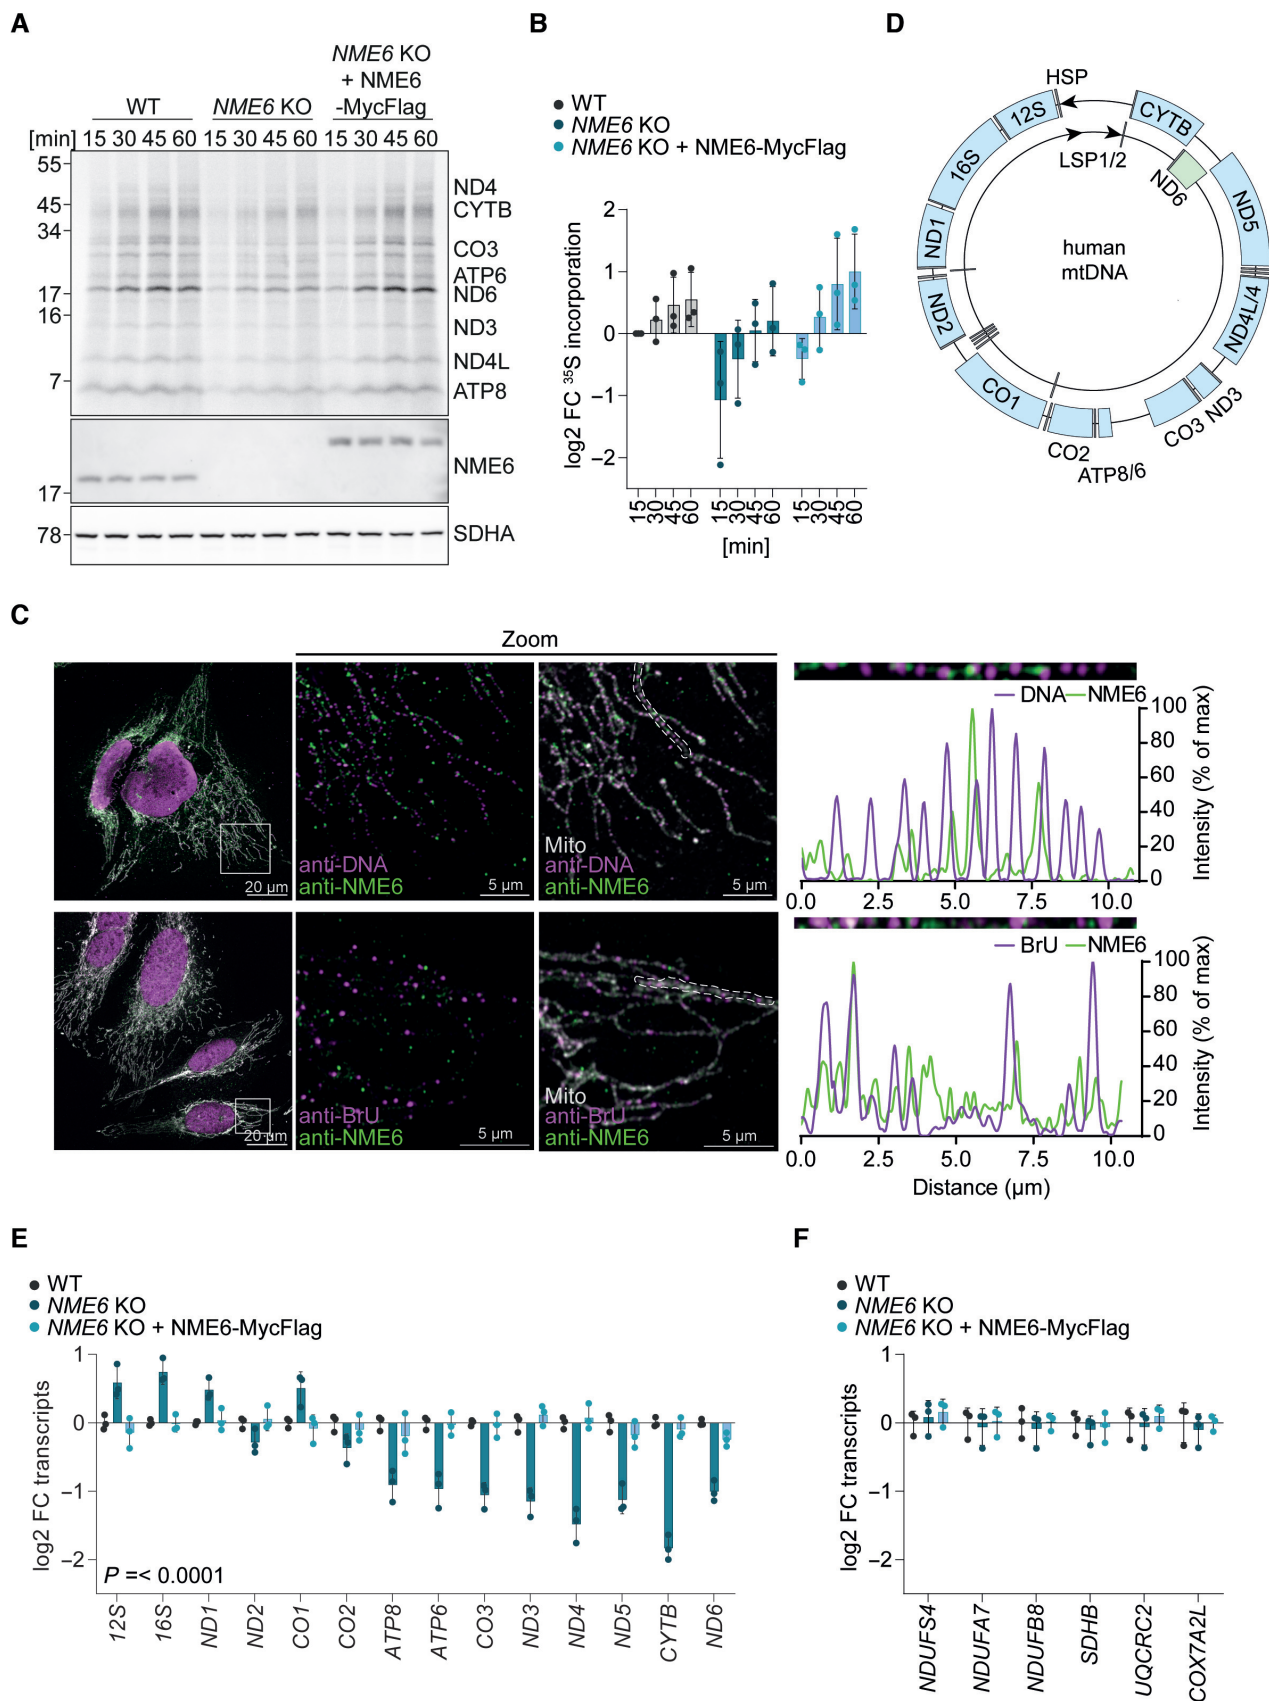 A
WT
NME6 KO
NME6 KO
+ NME6
-MycFlag
[min] 15 30 45 60 15 30 45 60 15 30 45 60
55
45
34
17
16
7
ND4
CYTB
CO3
ATP6
ND6
ND3
ND4L
ATP8
17
NME6
78
SDHA
B
WT
NME6 KO
NME6 KO + NME6-MycFlag
log2 FC ³⁵S incorporation
2
1
0
−1
−2
15 30 45 60 15 30 45 60 15 30 45 60
[min]
D
HSP
12S
CYTB
16S
LSP1/2
ND6
ND1
ND5
human
mtDNA
ND2
ND4L/4
CO1
ND3
CO3
CO2
ATP8/6
C
Zoom
20 µm
anti-DNA
anti-NME6
5 µm
Mito
anti-DNA
anti-NME6
5 µm
DNA NME6
100
80
60
40
20
0
Intensity (% of max)
0.0 2.5 5.0 7.5 10.0
20 µm
anti-BrU
anti-NME6
5 µm
Mito
anti-BrU
anti-NME6
5 µm
BrU NME6
100
80
60
40
20
0
Intensity (% of max)
0.0 2.5 5.0 7.5 10.0
Distance (µm)
E
WT
NME6 KO
NME6 KO + NME6-MycFlag
log2 FC transcripts
1
0
−1
−2
P =< 0.0001
12S 16S ND1 ND2 CO1 CO2 ATP8 ATP6 CO3 ND3 ND4 ND5 CYTB ND6
F
WT
NME6 KO
NME6 KO + NME6-MycFlag
log2 FC transcripts
1
0
−1
−2
NDUFS4 NDUFA7 NDUFB8 SDHB UQCRC2 COX7A2L